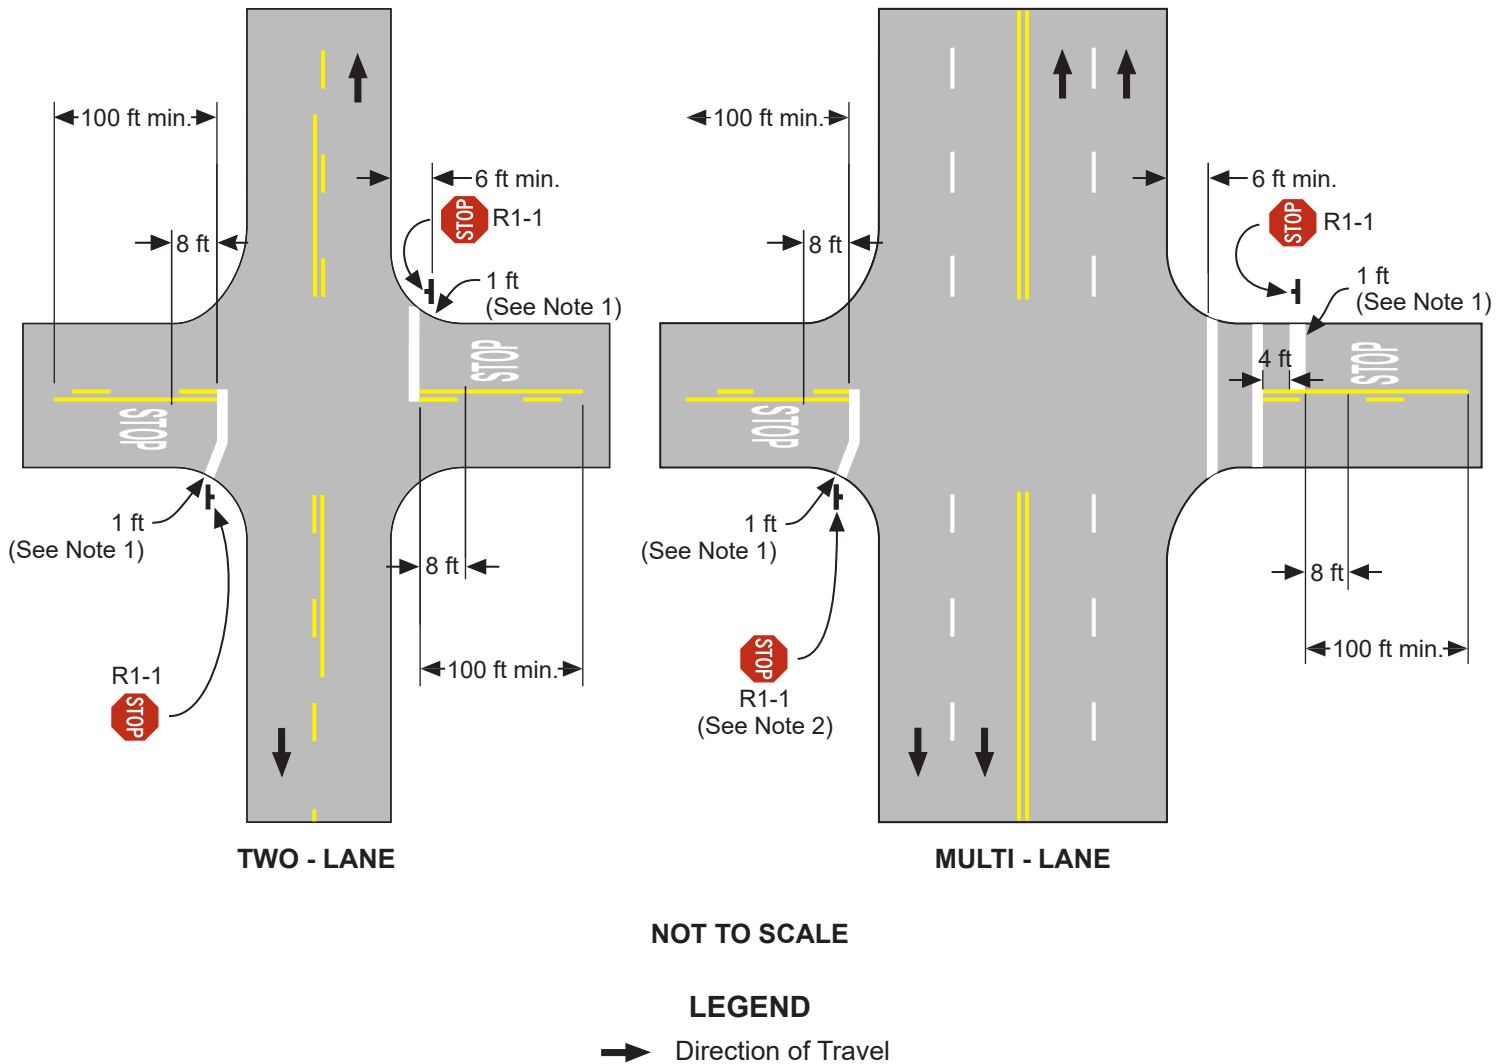 100 ft min.
8 ft
6 ft min.
STOP
R1-1
1 ft
(See Note 1)
STOP
STOP
1 ft
(See Note 1)
8 ft
100 ft min.
R1-1
STOP
TWO - LANE
100 ft min.
8 ft
6 ft min.
STOP
R1-1
1 ft
(See Note 1)
4 ft
STOP
STOP
1 ft
(See Note 1)
8 ft
100 ft min.
STOP
R1-1
(See Note 2)
MULTI - LANE
NOT TO SCALE
LEGEND
Direction of Travel